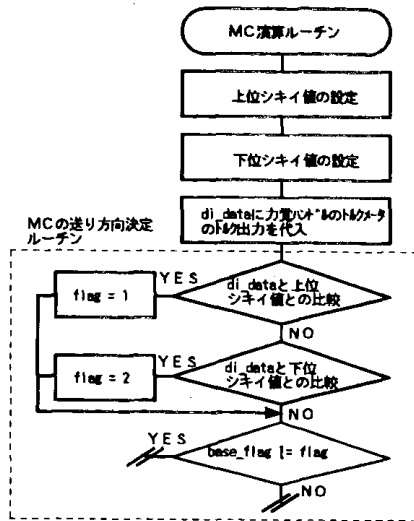 MC演算ルーチン
上位シキイ値の設定
下位シキイ値の設定
di_dataに力覚ハンドルのトルクメータ
のトルク出力を代入
MCの送り方向決定
ルーチン
di_dataと上位
シキイ値との比較
YES
flag = 1
NO
di_dataと下位
シキイ値との比較
YES
flag = 2
NO
base_flag != flag
YES
NO